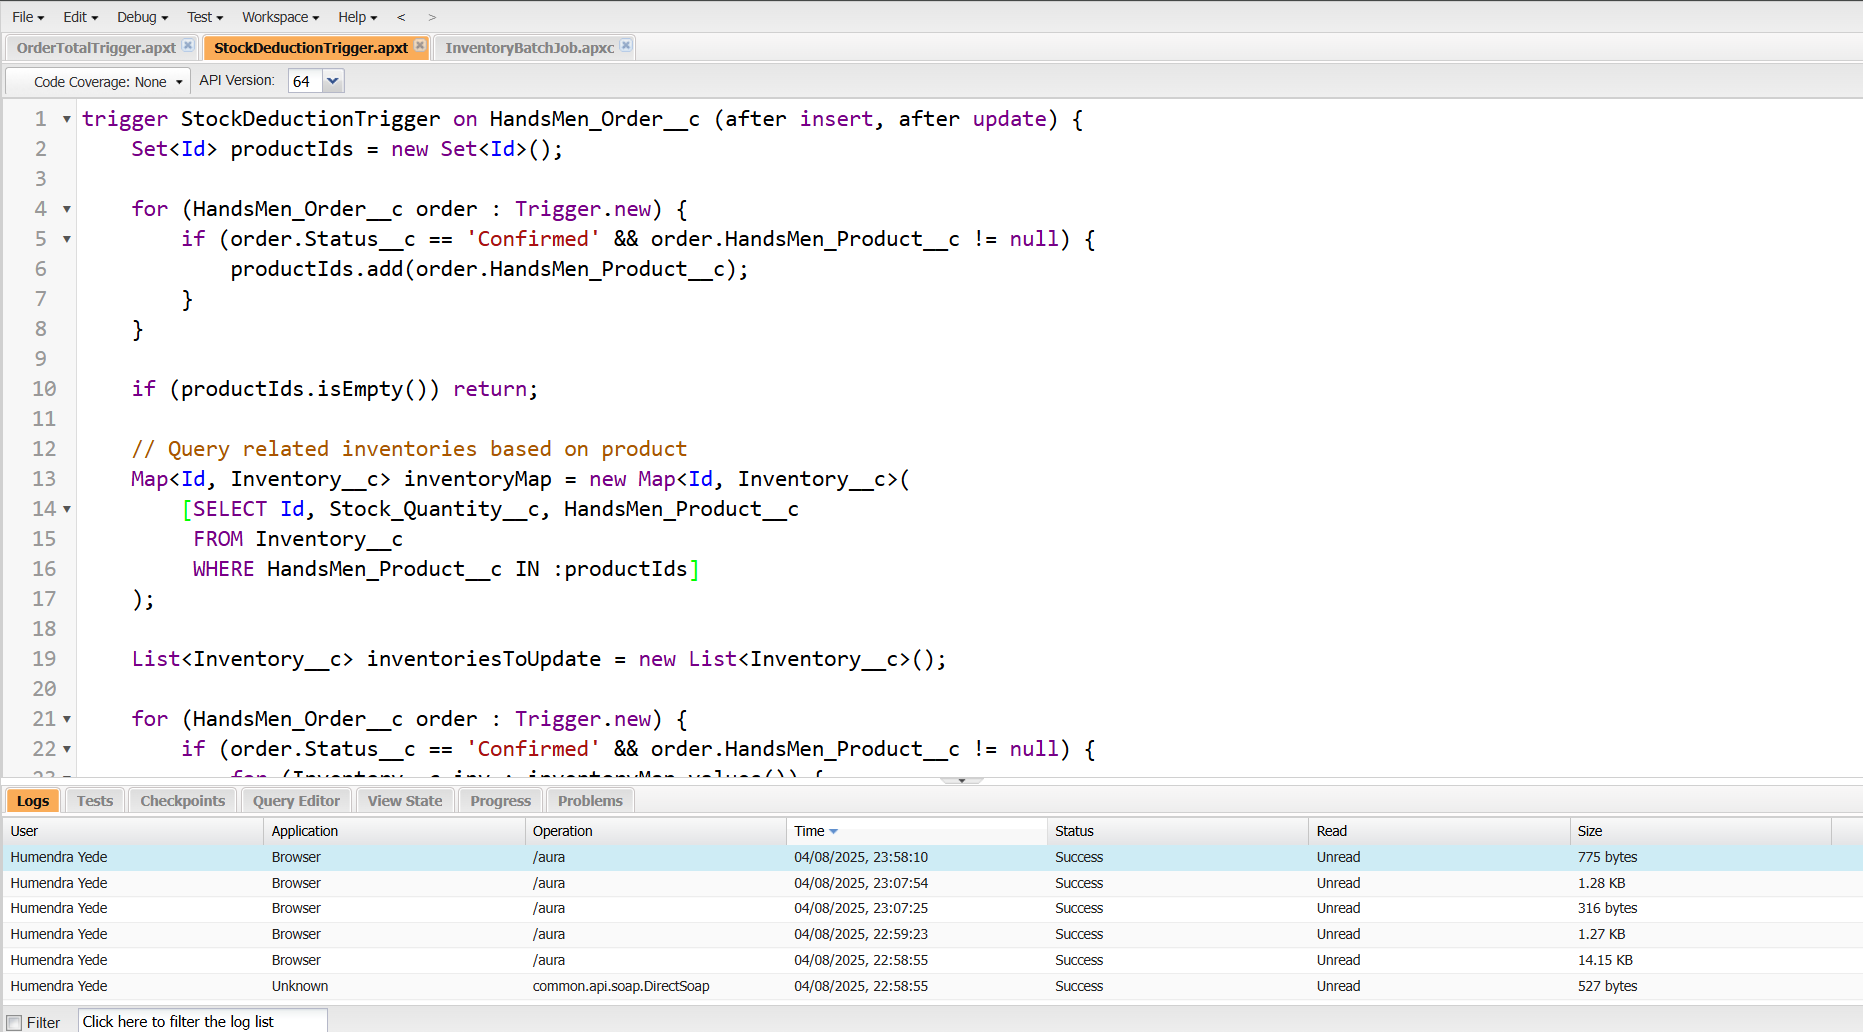 File Edit Debug Test Workspace Help < >
OrderTotalTrigger.apxt StockDeductionTrigger.apxt InventoryBatchJob.apxc
Code Coverage: None API Version: 64
1 trigger StockDeductionTrigger on HandsMen_Order__c (after insert, after update) {
2 Set<Id> productIds = new Set<Id>();
3
4 for (HandsMen_Order__c order : Trigger.new) {
5 if (order.Status__c == 'Confirmed' && order.HandsMen_Product__c != null) {
6 productIds.add(order.HandsMen_Product__c);
7 }
8 }
9
10 if (productIds.isEmpty()) return;
11
12 // Query related inventories based on product
13 Map<Id, Inventory__c> inventoryMap = new Map<Id, Inventory__c>(
14 [SELECT Id, Stock_Quantity__c, HandsMen_Product__c
15 FROM Inventory__c
16 WHERE HandsMen_Product__c IN :productIds]
17 );
18
19 List<Inventory__c> inventoriesToUpdate = new List<Inventory__c>();
20
21 for (HandsMen_Order__c order : Trigger.new) {
22 if (order.Status__c == 'Confirmed' && order.HandsMen_Product__c != null) {
23 for (Inventory__c inv : inventoryMap.values()) {
Logs Tests Checkpoints Query Editor View State Progress Problems
User Application Operation Time Status Read Size
Humendra Yede Browser /aura 04/08/2025, 23:58:10 Success Unread 775 bytes
Humendra Yede Browser /aura 04/08/2025, 23:07:54 Success Unread 1.28 KB
Humendra Yede Browser /aura 04/08/2025, 23:07:25 Success Unread 316 bytes
Humendra Yede Browser /aura 04/08/2025, 22:59:23 Success Unread 1.27 KB
Humendra Yede Browser /aura 04/08/2025, 22:58:55 Success Unread 14.15 KB
Humendra Yede Unknown common.api.soap.DirectSoap 04/08/2025, 22:58:55 Success Unread 527 bytes
Filter Click here to filter the log list